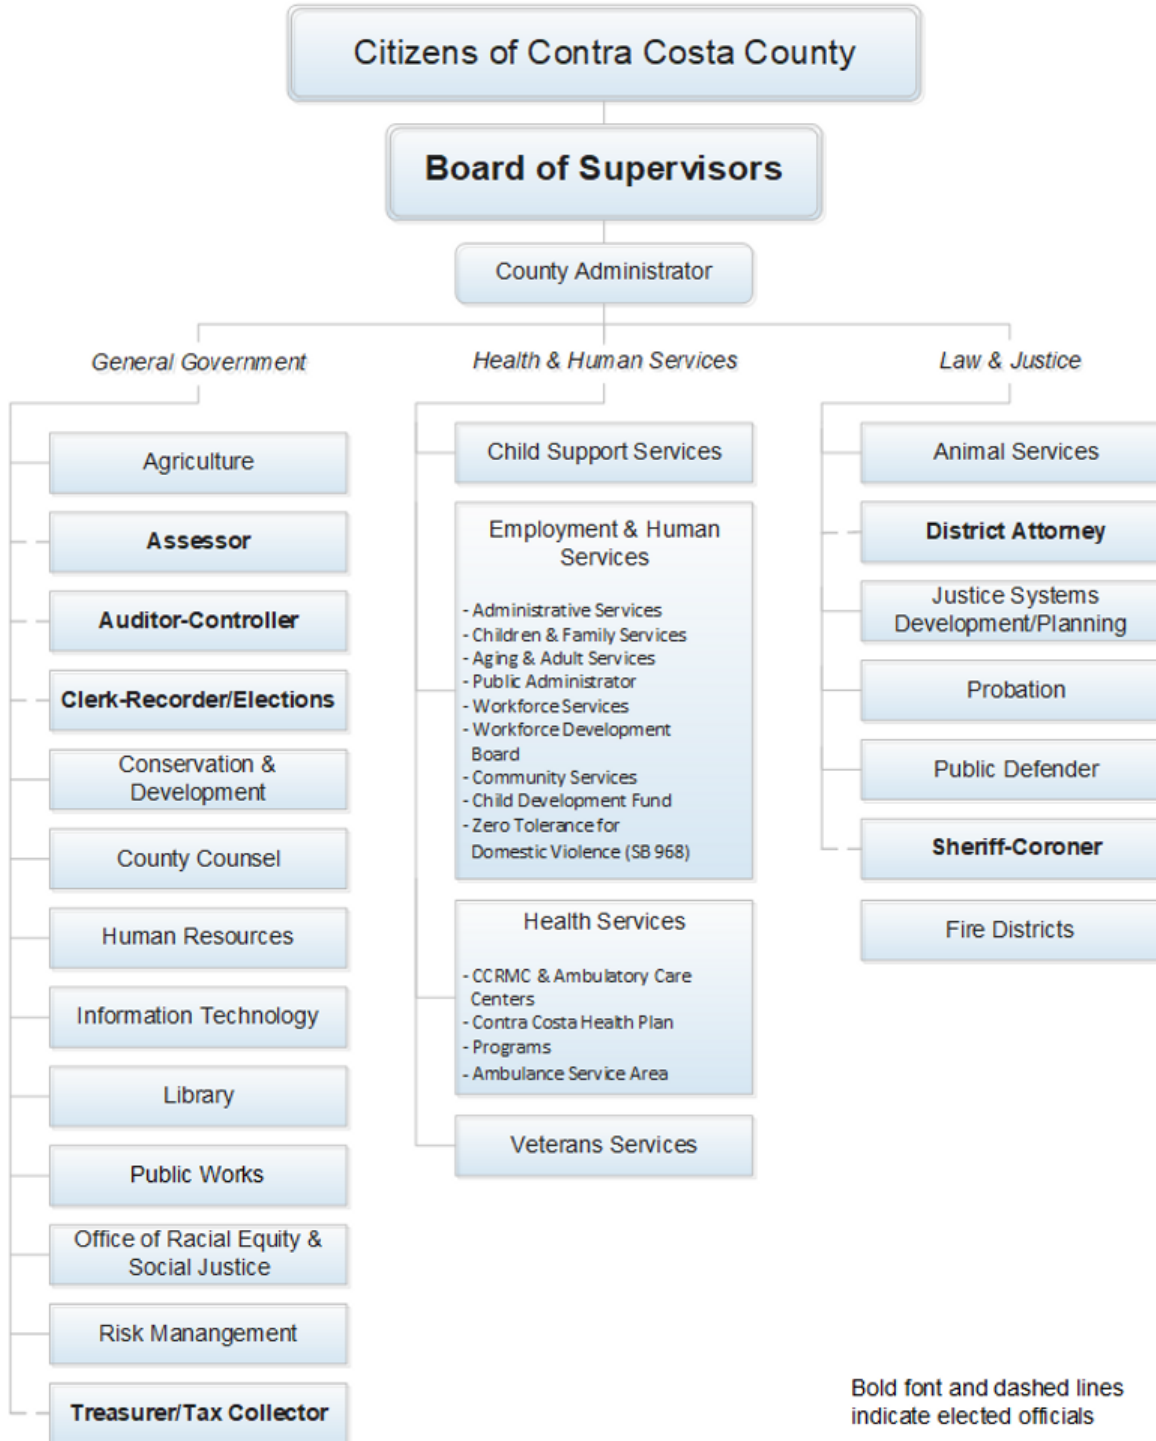 Citizens of Contra Costa County
Board of Supervisors
County Administrator
General Government
Agriculture
Assessor
Auditor-Controller
Clerk-Recorder/Elections
Conservation &
Development
County Counsel
Human Resources
Information Technology
Library
Public Works
Office of Racial Equity &
Social Justice
Risk Manangement
Treasurer/Tax Collector
Health & Human Services
Child Support Services
Employment & Human
Services
- Administrative Services
- Children & Family Services
- Aging & Adult Services
- Public Administrator
- Workforce Services
- Workforce Development
Board
- Community Services
- Child Development Fund
- Zero Tolerance for
Domestic Violence (SB 968)
Health Services
- CCRMC & Ambulatory Care
Centers
- Contra Costa Health Plan
- Programs
- Ambulance Service Area
Veterans Services
Law & Justice
Animal Services
District Attorney
Justice Systems
Development/Planning
Probation
Public Defender
Sheriff-Coroner
Fire Districts
Bold font and dashed lines
indicate elected officials